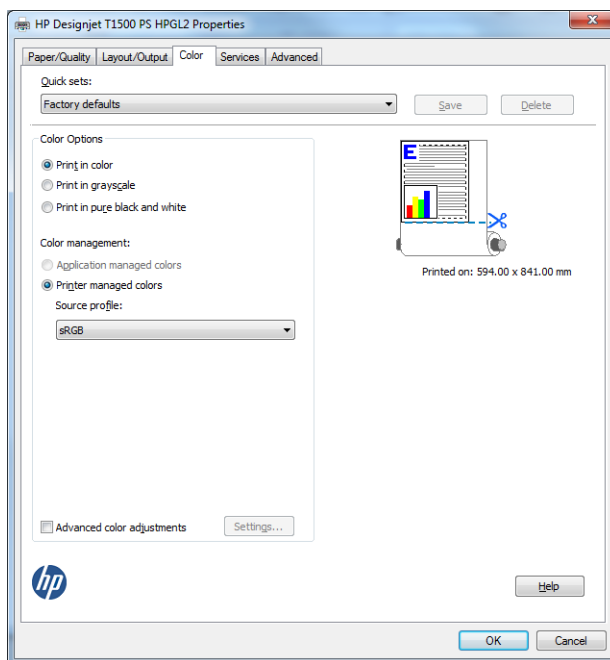 HP Designjet T1500 PS HPGL2 Properties
Paper/Quality Layout/Output Color Services Advanced
Quick sets:
Factory defaults Save Delete
Color Options
Print in color
Print in grayscale
Print in pure black and white
Color management:
Application managed colors
Printer managed colors
Source profile:
sRGB
E
Printed on: 594.00 x 841.00 mm
Advanced color adjustments Settings...
hp
Help
OK Cancel